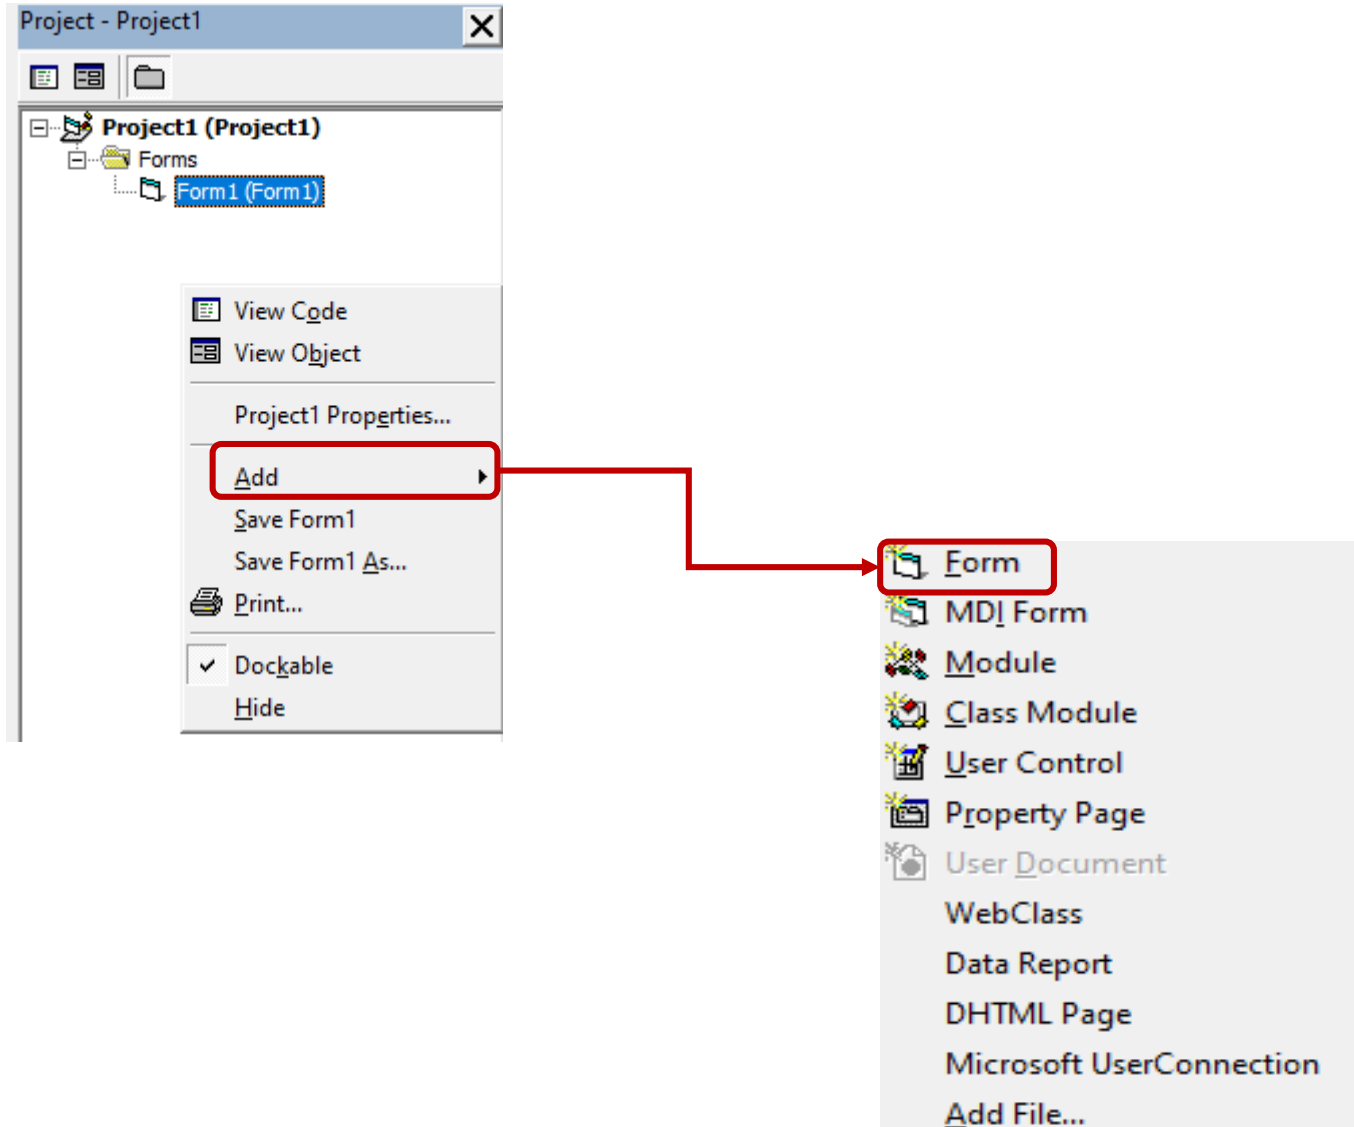 Project - Project1
Project1 (Project1)
Forms
Form1 (Form1)
View Code
View Object
Project1 Properties...
Add
Save Form1
Save Form1 As...
Print...
Dockable
Hide
Form
MDI Form
Module
Class Module
User Control
Property Page
User Document
WebClass
Data Report
DHTML Page
Microsoft UserConnection
Add File...